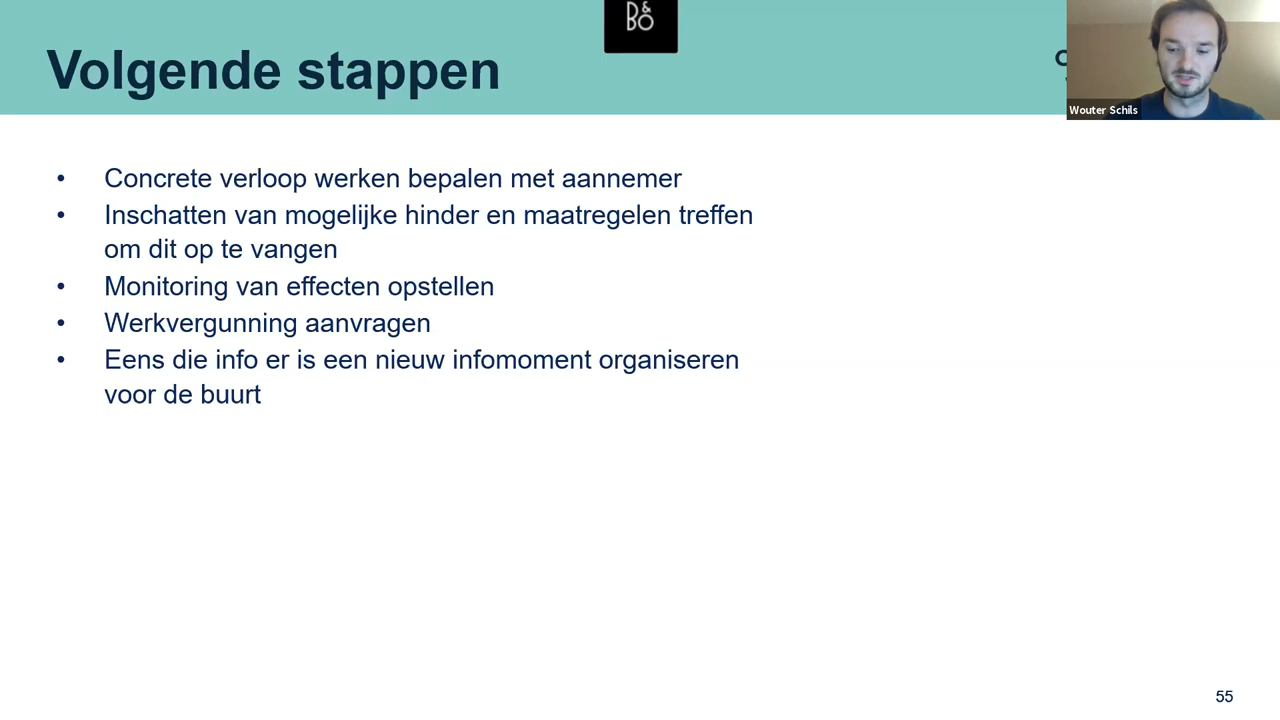 D&
BO
Volgende stappen
Wouter Schils
• Concrete verloop werken bepalen met aannemer
• Inschatten van mogelijke hinder en maatregelen treffen
om dit op te vangen
• Monitoring van effecten opstellen
• Werkvergunning aanvragen
• Eens die info er is een nieuw infomoment organiseren
voor de buurt
55